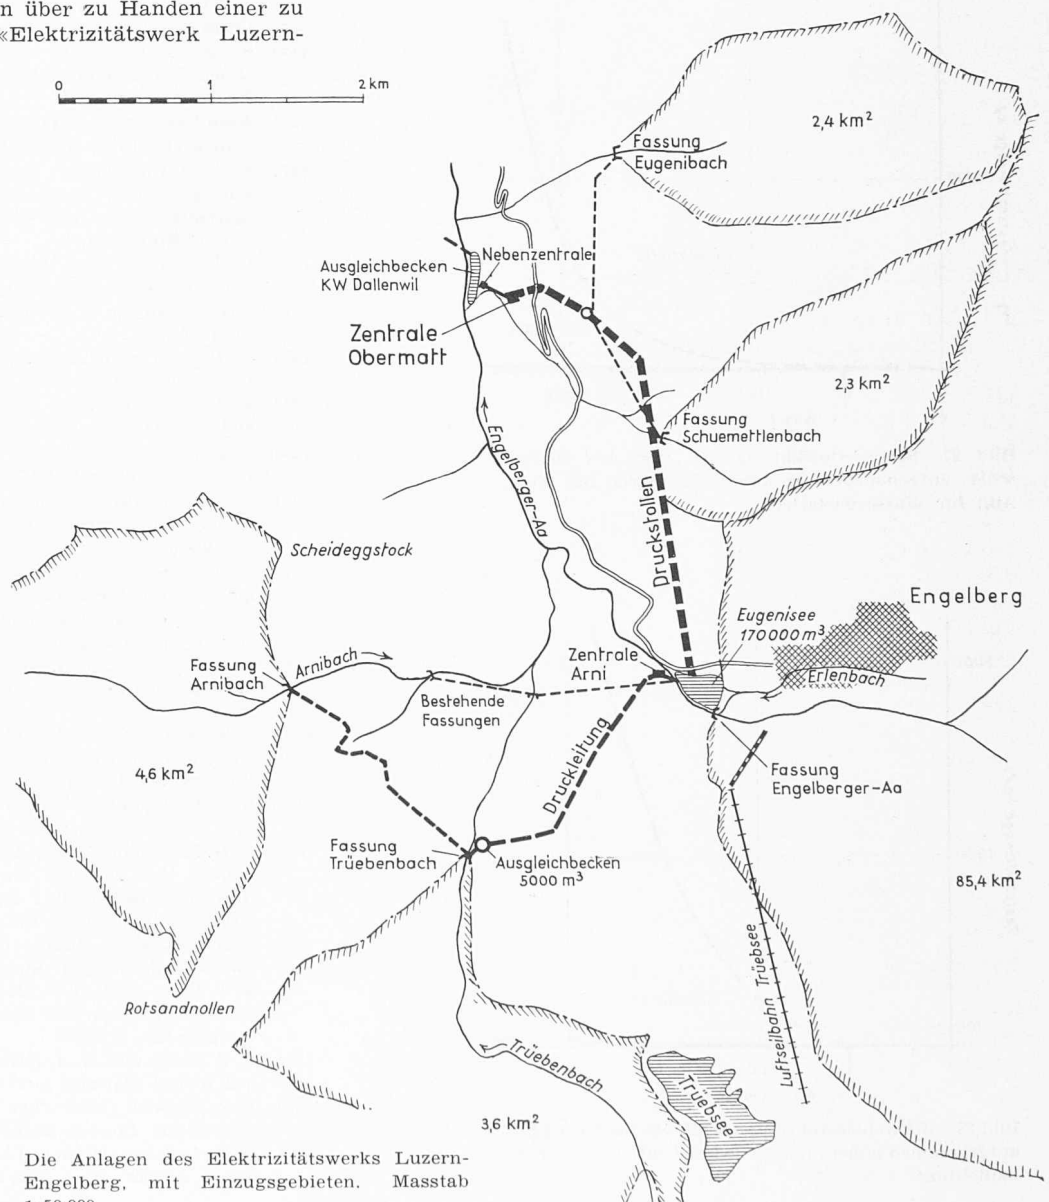 n über zu Handen einer zu
«Elektrizitätswerk Luzern-
0 1 2 km
2,4 km²
Fassung
Eugenibach
Nebenzentrale
Ausgleichbecken
KW Dallenwil
Zentrale
Obermatt
2,3 km²
Fassung
Schuemettlenbach
Engelberger-Aa
Druckstollen
Scheideggstock
Engelberg
Eugenisee
170000 m³
Zentrale
Arni
Erlenbach
Fassung
Arnibach
Arnibach
Bestehende
Fassungen
Druckleitung
4,6 km²
Fassung
Engelberger-Aa
Fassung
Trüebenbach
Ausgleichbecken
5000 m³
85,4 km²
Luftseilbahn Trüebsee
Rotsandnollen
Trüebenbach
Trüebsee
3,6 km²
Die Anlagen des Elektrizitätswerks Luzern-
Engelberg, mit Einzugsgebieten. Masstab